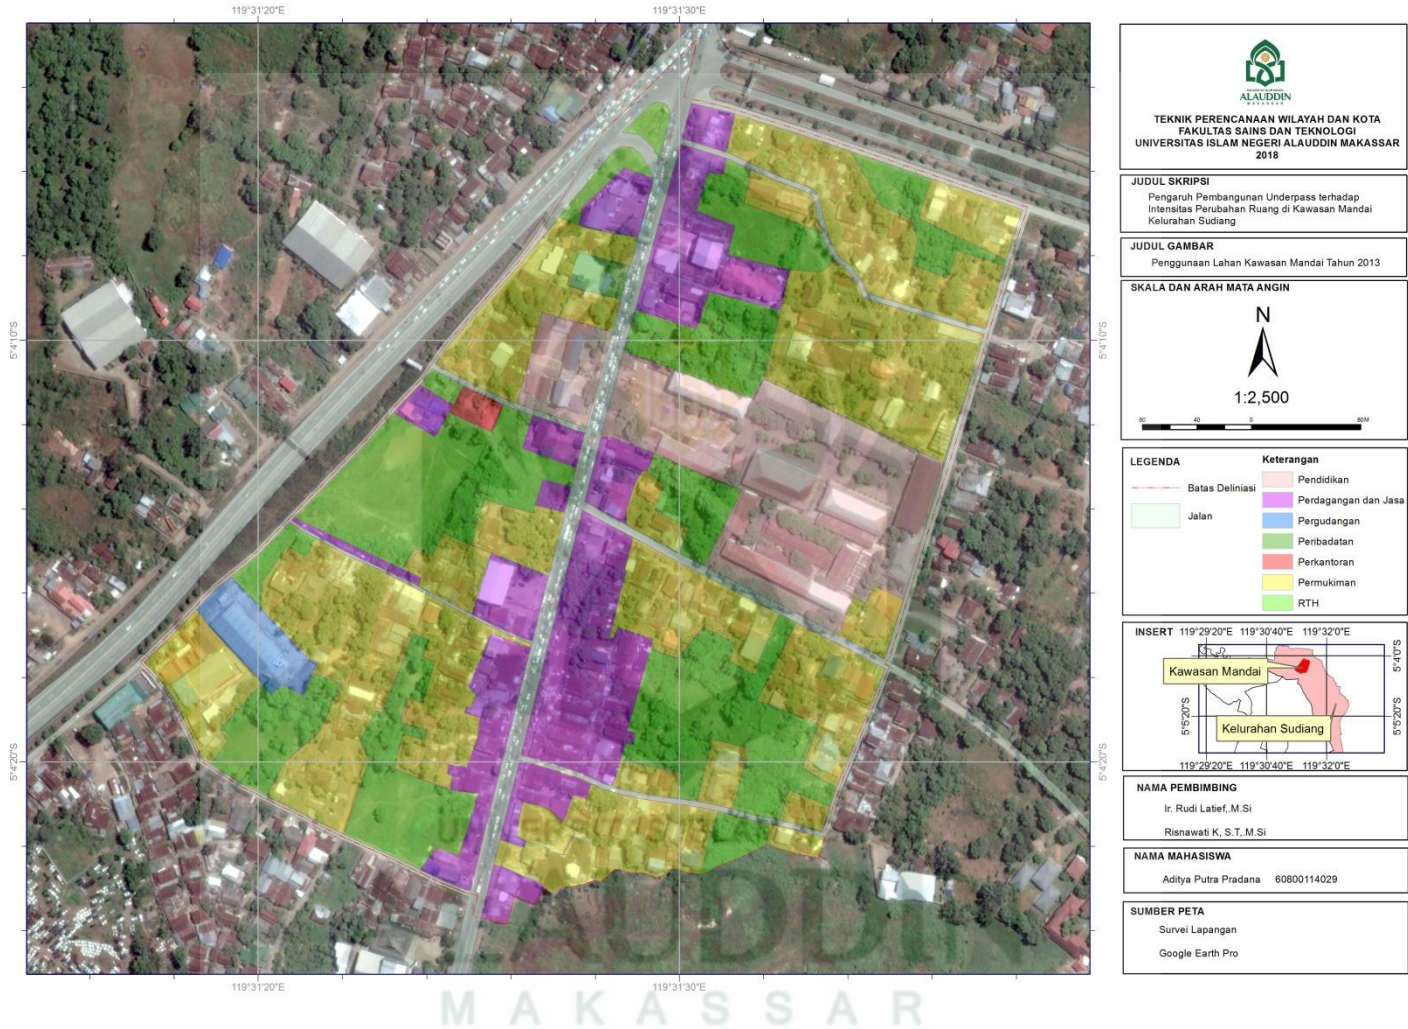 119°31'20"E
119°31'30"E
5°4'10"S
5°4'10"S
5°4'20"S
5°4'20"S
119°31'20"E
119°31'30"E
ALAUDDIN
MAKASSAR
ALAUDDIN
MAKASSAR
TEKNIK PERENCANAAN WILAYAH DAN KOTA
FAKULTAS SAINS DAN TEKNOLOGI
UNIVERSITAS ISLAM NEGERI ALAUDDIN MAKASSAR
2018
JUDUL SKRIPSI
Pengaruh Pembangunan Underpass terhadap
Intensitas Perubahan Ruang di Kawasan Mandai
Kelurahan Sudiang
JUDUL GAMBAR
Penggunaan Lahan Kawasan Mandai Tahun 2013
SKALA DAN ARAH MATA ANGIN
N
1:2,500
80 40 0 80M
LEGENDA
Batas Deliniasi
Jalan
Keterangan
Pendidikan
Perdagangan dan Jasa
Pergudangan
Peribadatan
Perkantoran
Permukiman
RTH
INSERT
119°29'20"E 119°30'40"E 119°32'0"E
5°4'0"S
5°5'20"S
5°5'20"S
Kawasan Mandai
Kelurahan Sudiang
119°29'20"E 119°30'40"E 119°32'0"E
NAMA PEMBIMBING
Ir. Rudi Latief,.M.Si
Risnawati K, S.T,.M.Si
NAMA MAHASISWA
Aditya Putra Pradana 60800114029
SUMBER PETA
Survei Lapangan
Google Earth Pro